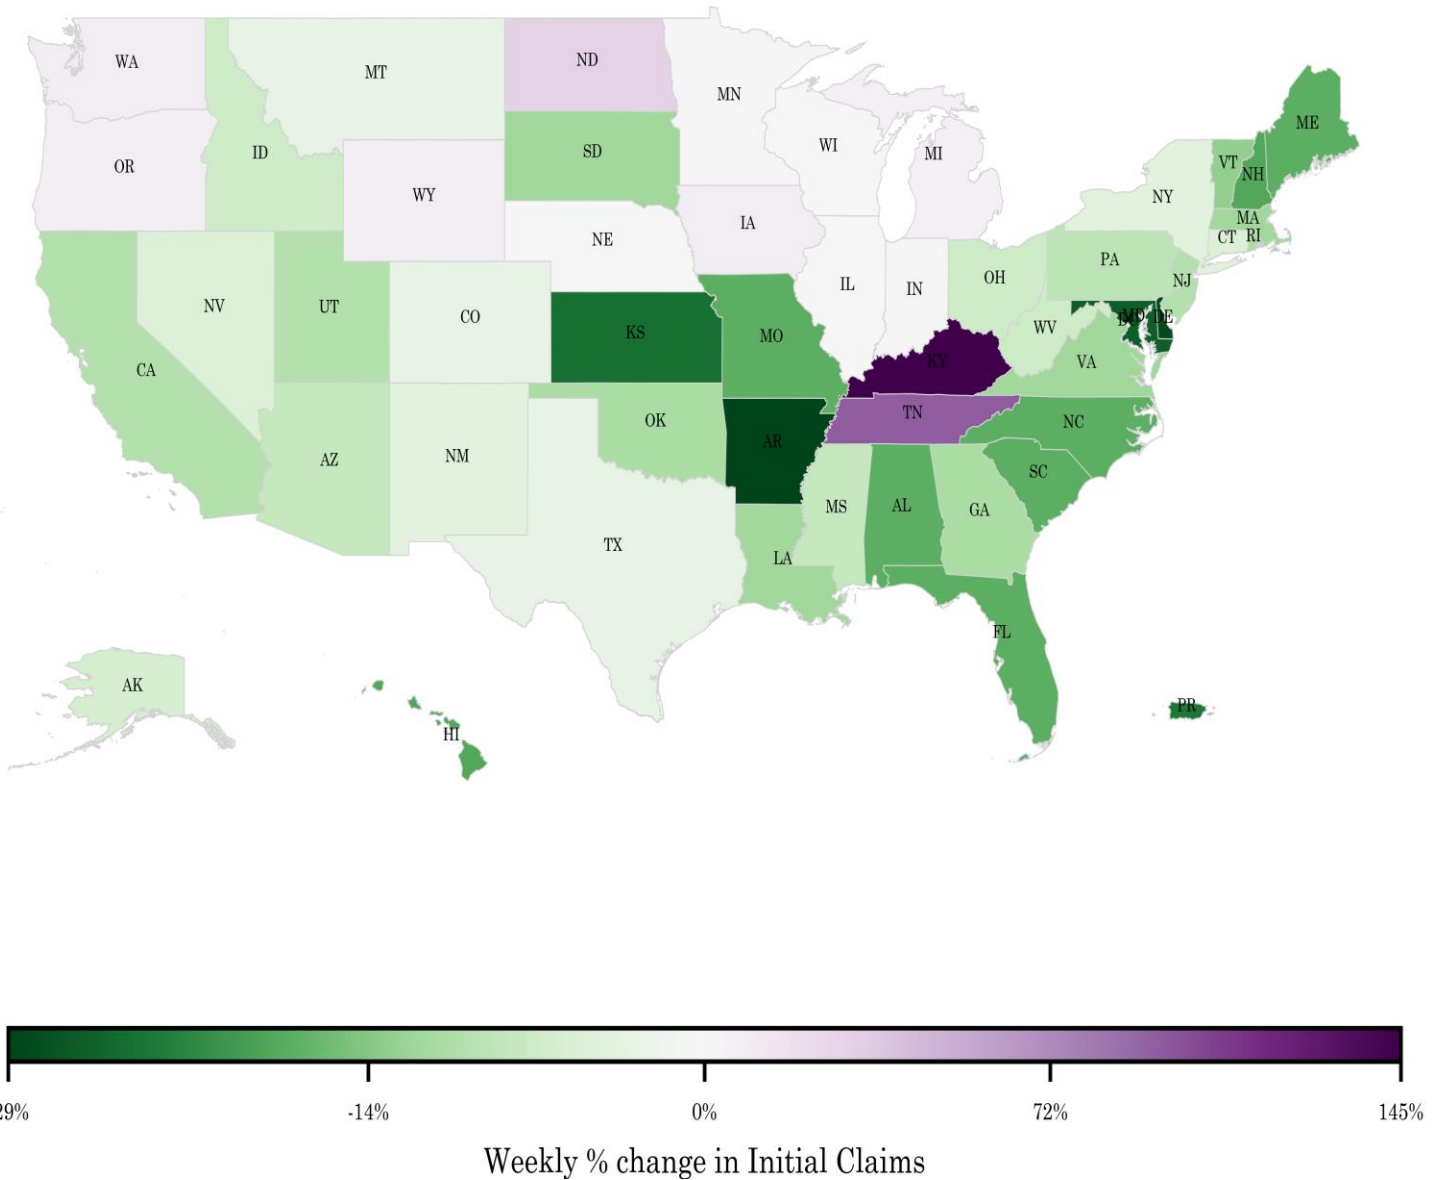 WA
MT
ND
MN
ME
WI
MI
VT
NH
OR
ID
SD
WY
NY
MA
IA
CT RI
NE
PA
IL
IN
OH
NJ
NV
UT
CO
KS
MO
WV
DC
MD
DE
VA
KY
CA
TN
NC
AR
OK
AZ
NM
SC
MS
AL
GA
TX
LA
FL
AK
HI
PR
29% -14% 0% 72% 145%
Weekly % change in Initial Claims